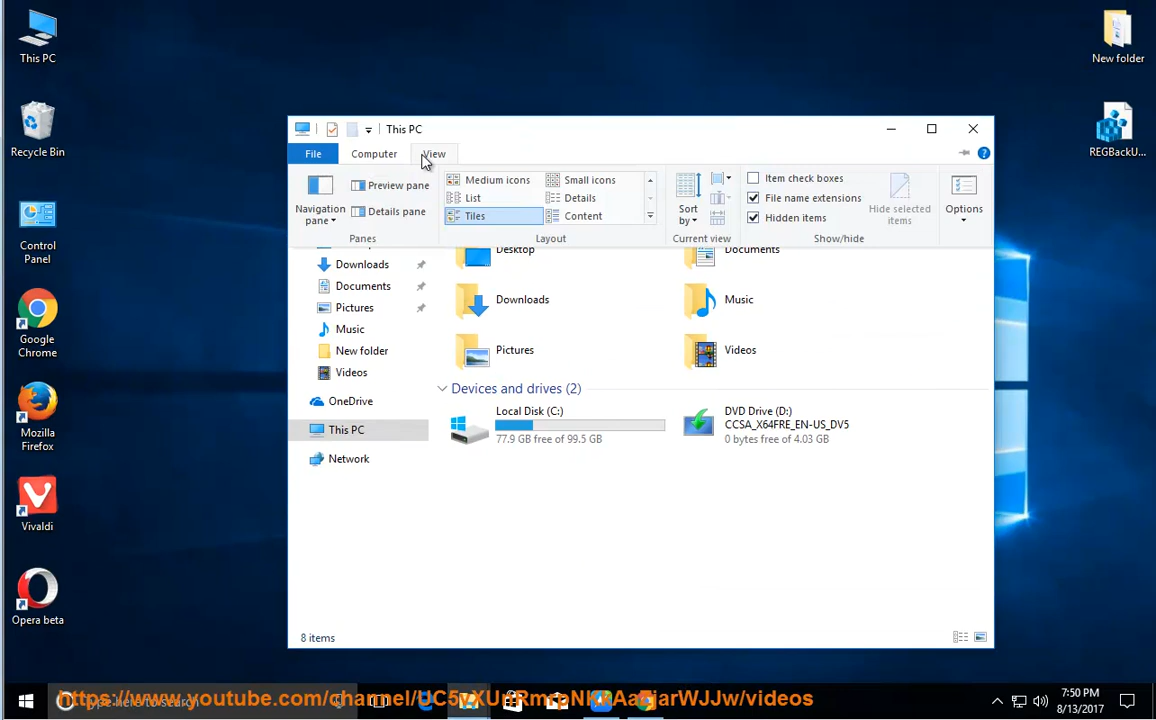 This PC
New folder
Recycle Bin
REGBackU...
Control
Panel
Google
Chrome
Mozilla
Firefox
Vivaldi
Opera beta
This PC
File
Computer
View
Navigation
pane
Preview pane
Details pane
Panes
Medium icons
Small icons
List
Details
Tiles
Content
Layout
Sort
by
Current view
Item check boxes
File name extensions
Hidden items
Hide selected
items
Show/hide
Options
Downloads
Documents
Pictures
Music
New folder
Videos
OneDrive
This PC
Network
Desktop
Documents
Downloads
Music
Pictures
Videos
Devices and drives (2)
Local Disk (C:)
77.9 GB free of 99.5 GB
DVD Drive (D:)
CCSA_X64FRE_EN-US_DV5
0 bytes free of 4.03 GB
8 items
7:50 PM
8/13/2017